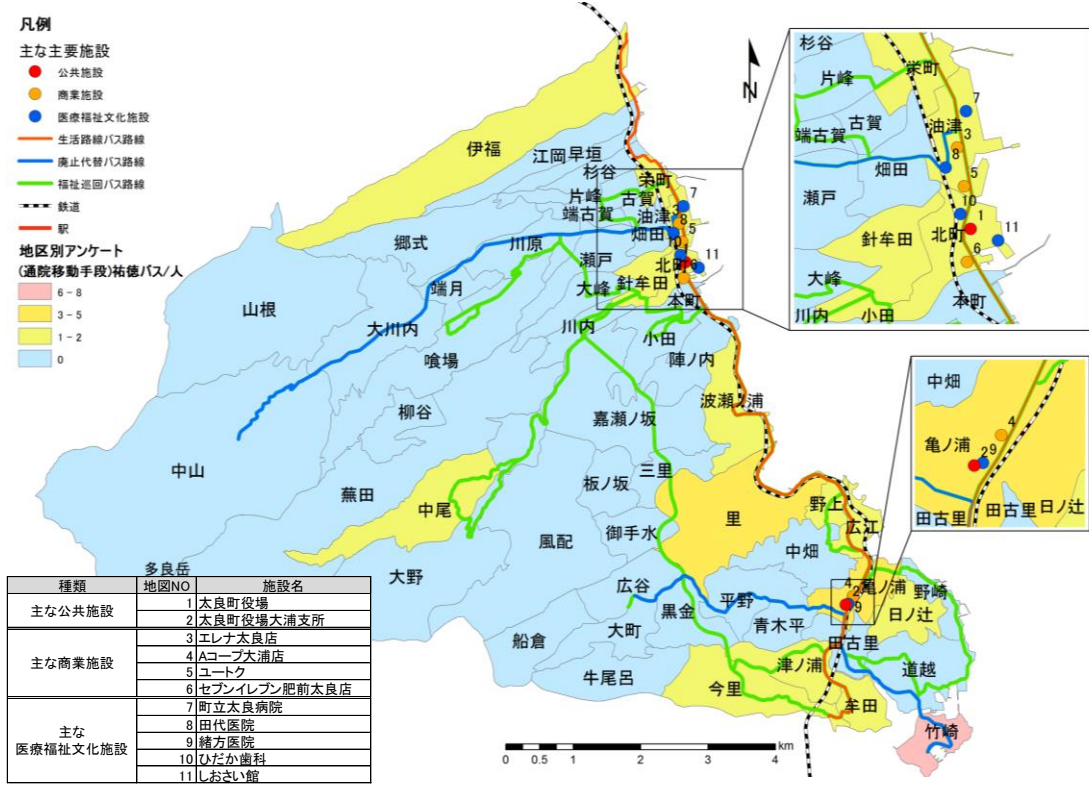 凡例
主な主要施設
公共施設
商業施設
医療福祉文化施設
生活路線バス路線
廃止代替バス路線
福祉巡回バス路線
鉄道
駅
地区別アンケート
(通院移動手段)祐徳バス/人
6 - 8
3 - 5
1 - 2
0
N
伊福
江岡 早垣
杉谷
栄町
片峰 古賀
7
端古賀 油津 3
8
郷式 川原 畑田 5
10
瀬戸 北町 1 11
6
端月 大峰 針牟田
山根
本町
大川内 川内 小田
喰場 陣ノ内
柳谷 嘉瀬ノ坂 波瀬ノ浦
中山 三里
蕪田 中尾 板ノ坂 里 野上
広江
風配 御手水 中畑
多良岳 大野
4
広谷 2 亀ノ浦 野崎
9
黒金 平野 日ノ辻
船倉 大町 青木平
田古里
牛尾呂 津ノ浦 道越
今里
牟田
竹崎
杉谷
栄町
片峰
7
古賀 油津 3
端古賀
8
畑田
5
瀬戸 10
1
北町 11
針牟田
6
大峰
本町
川内 小田
中畑
4
亀ノ浦 9
2
田古里 田古里 日ノ辻
種類 地図NO 施設名
主な公共施設 1 太良町役場
2 太良町役場大浦支所
主な商業施設 3 エレナ太良店
4 Aコープ大浦店
5 ユートク
6 セブンイレブン肥前太良店
主な
医療福祉文化施設 7 町立太良病院
8 田代医院
9 緒方医院
10 ひだか歯科
11 しおさい館
0 0.5 1 2 3 4 km